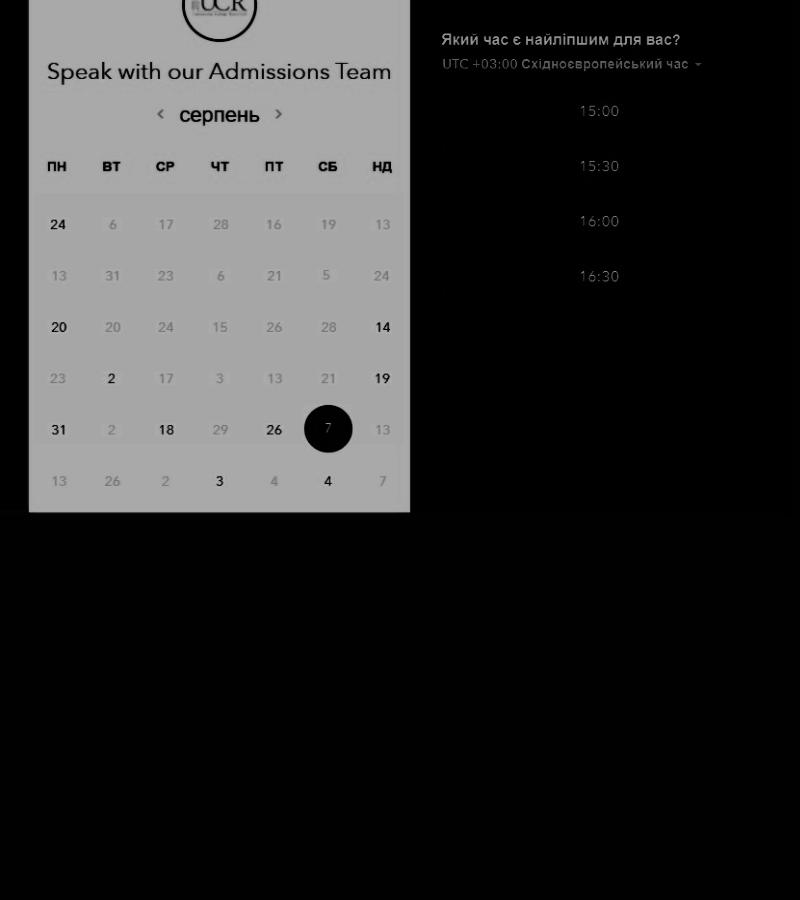 UCR
Speak with our Admissions Team
< серпень >
ПН ВТ СР ЧТ ПТ СБ НД
24 6 17 28 16 19 13
13 31 23 6 21 5 24
20 20 24 15 26 28 14
23 2 17 3 13 21 19
31 2 18 29 26 7 13
13 26 2 3 4 4 7
Який час є найліпшим для вас?
UTC +03:00 Східноєвропейський час
15:00
15:30
16:00
16:30